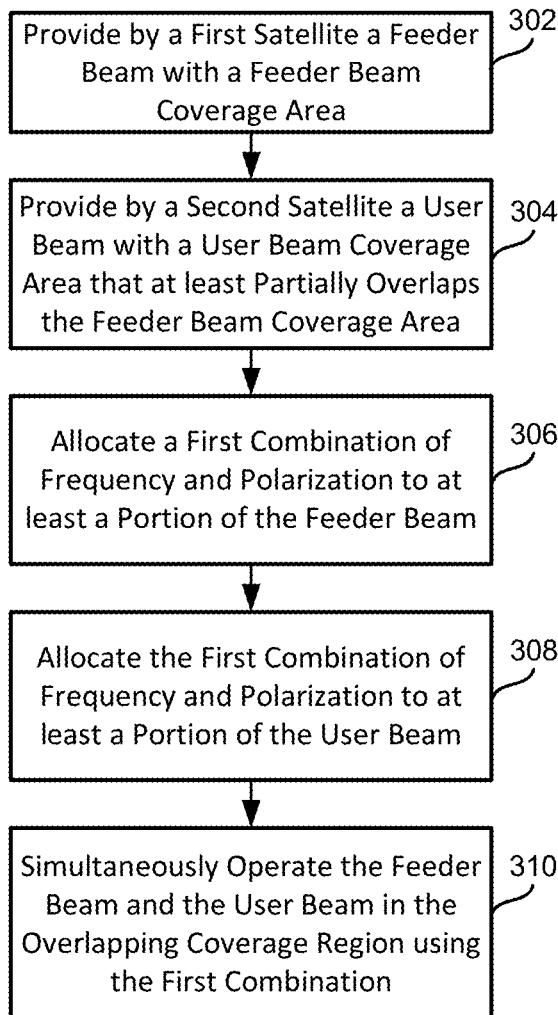 Provide by a First Satellite a Feeder
Beam with a Feeder Beam
Coverage Area
302
Provide by a Second Satellite a User
Beam with a User Beam Coverage
Area that at least Partially Overlaps
the Feeder Beam Coverage Area
304
Allocate a First Combination of
Frequency and Polarization to at
least a Portion of the Feeder Beam
306
Allocate the First Combination of
Frequency and Polarization to at
least a Portion of the User Beam
308
Simultaneously Operate the Feeder
Beam and the User Beam in the
Overlapping Coverage Region using
the First Combination
310